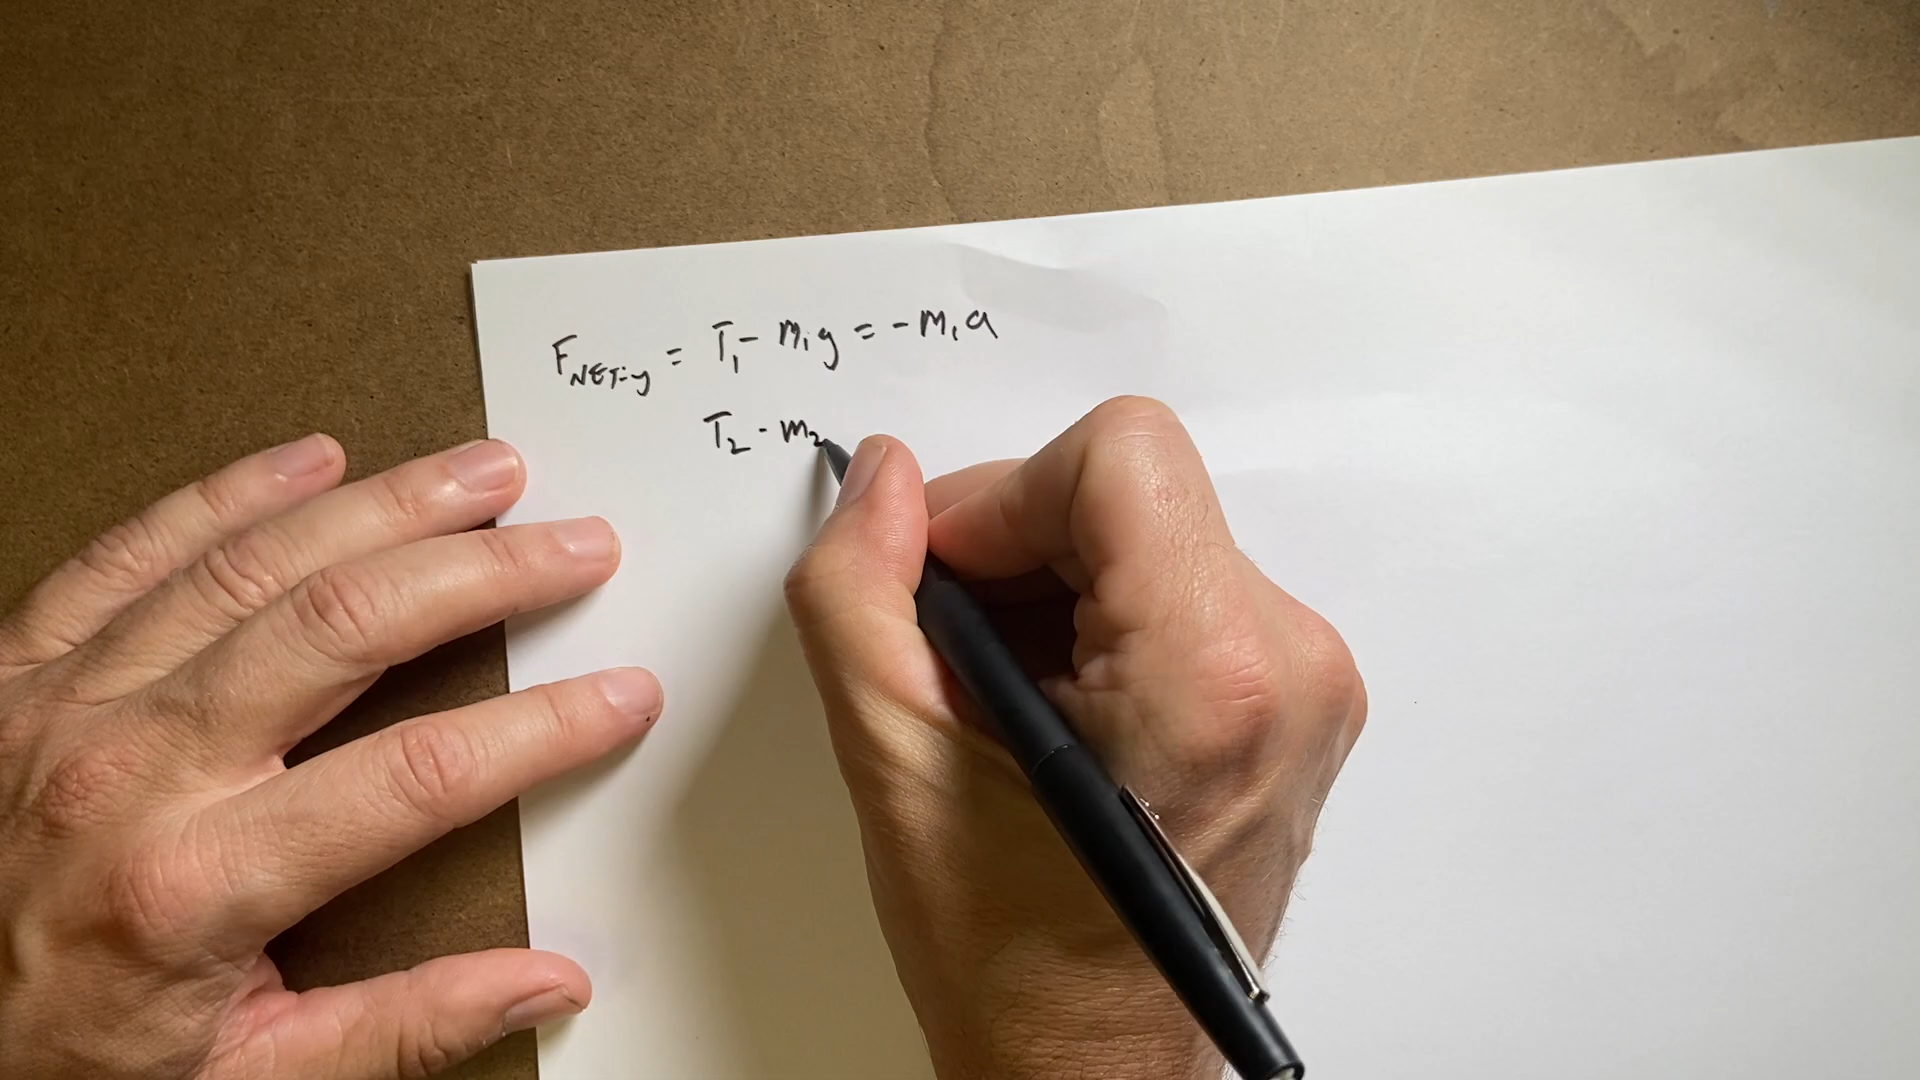 F_NET-y = T₁ - m₁g = -m₁a
T₂ - m₂